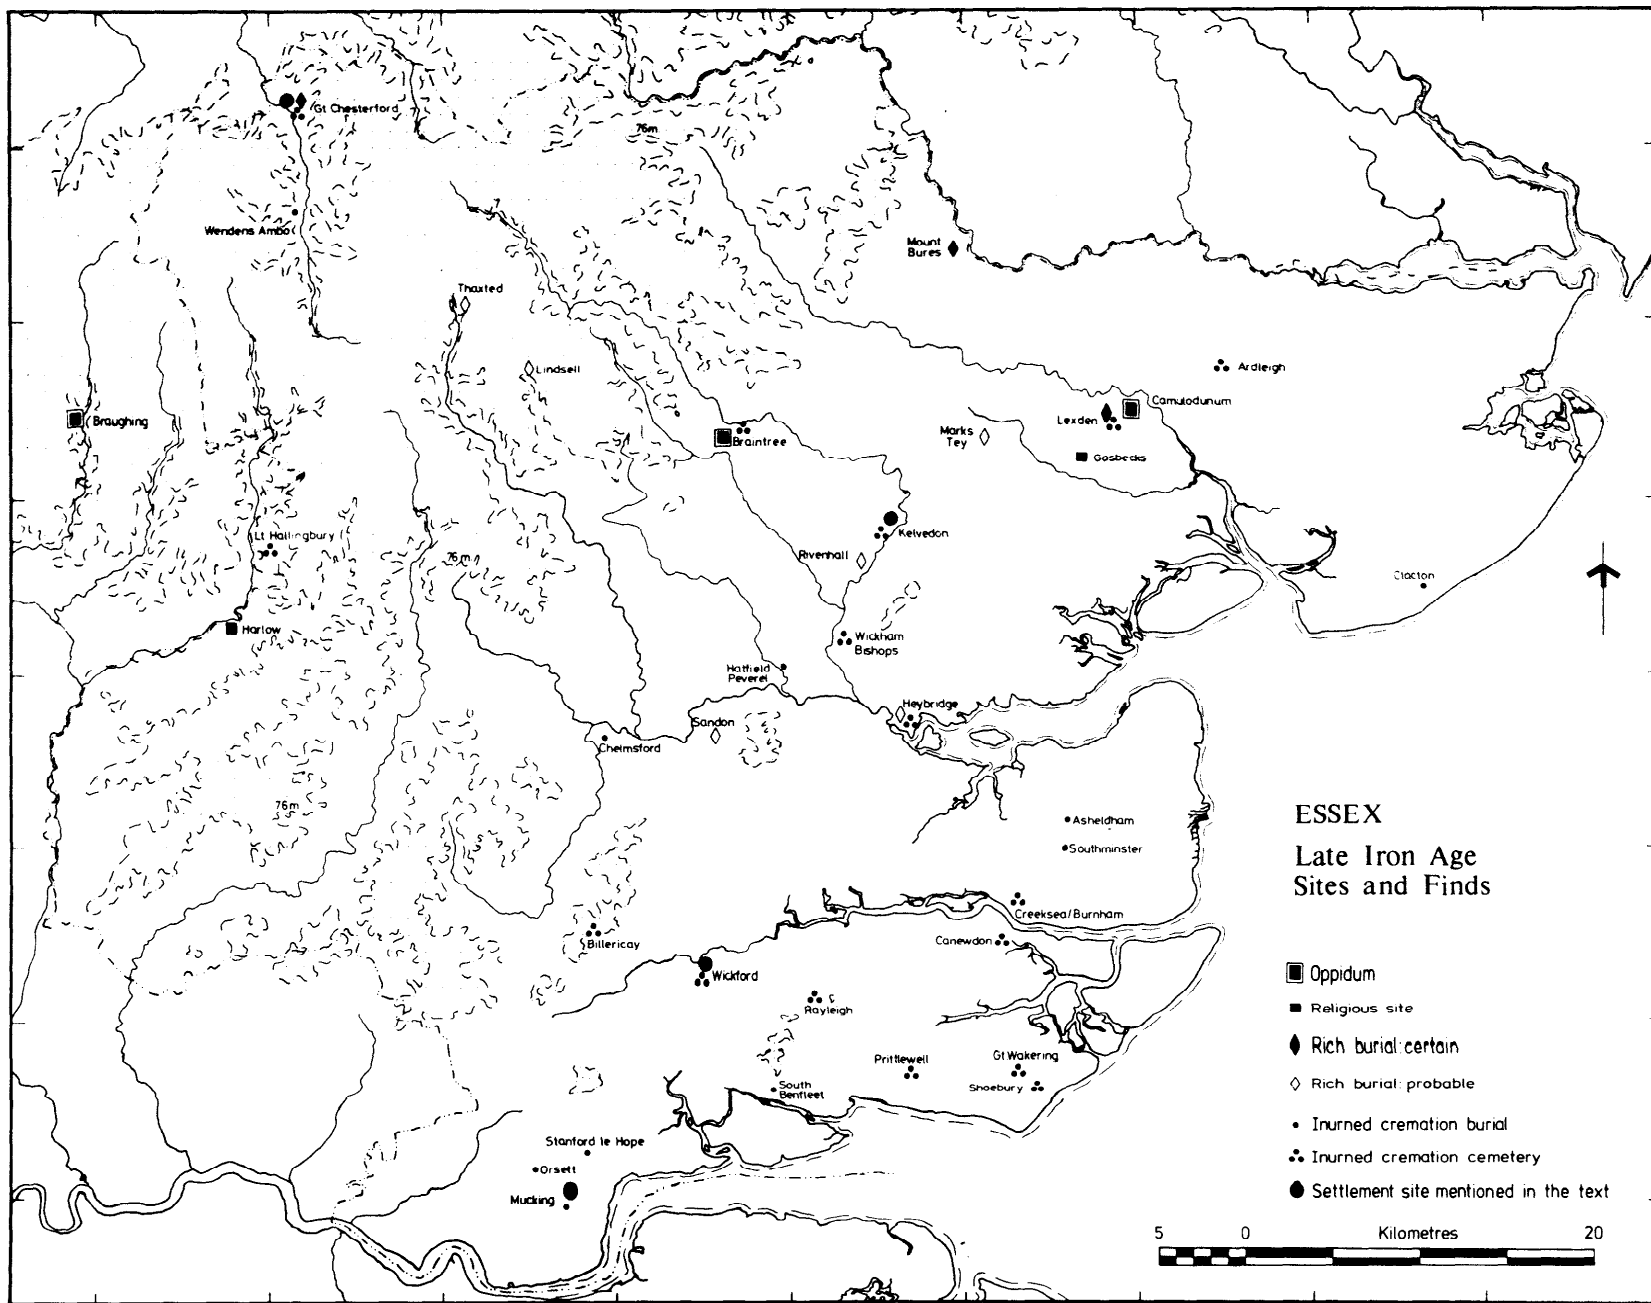 Gt Chesterford
76m
Wendens Ambo
Mount
Bures
Thaxted
Lindsell
Ardleigh
Camulodunum
Lexden
Braughing
Braintree
Marks
Tey
Gosbecks
Lt Hallingbury
Kelvedon
76m
Rivenhall
Clacton
Harlow
Wickham
Bishops
Hatfield
Peverel
Heybridge
Sandon
Chelmsford
76m
Asheldham
Southminster
Creeksea/Burnham
Billericay
Canewdon
Wickford
Rayleigh
Prittlewell
Gt Wakering
Shoebury
South
Benfleet
Stanford le Hope
Orsett
Mucking
ESSEX
Late Iron Age
Sites and Finds
Oppidum
Religious site
Rich burial: certain
Rich burial: probable
Inurned cremation burial
Inurned cremation cemetery
Settlement site mentioned in the text
5 0 Kilometres 20